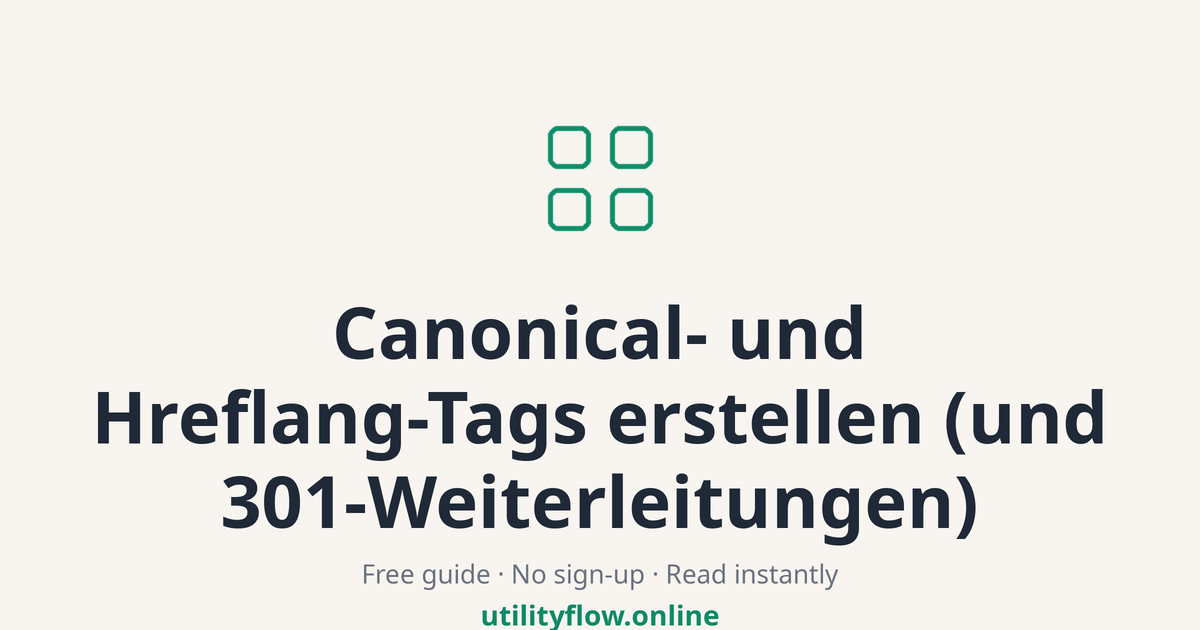 Canonical- und
Hreflang-Tags erstellen (und
301-Weiterleitungen)
Free guide · No sign-up · Read instantly
utilityflow.online